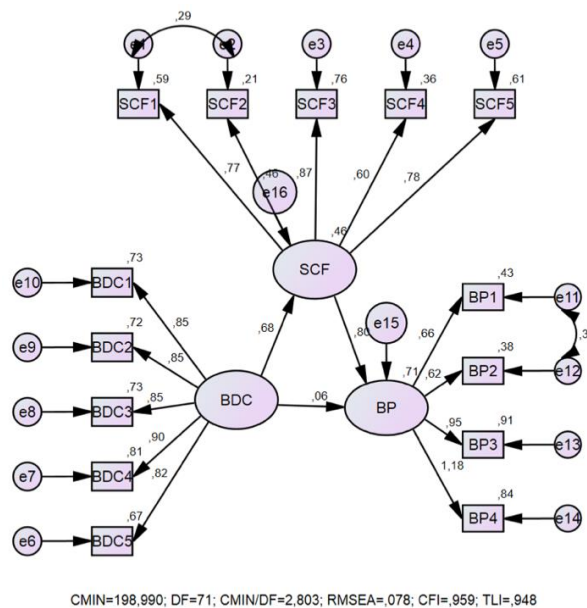 ,29
e1 e2 e3 e4 e5
,59 ,21 ,76 ,36 ,61
SCF1 SCF2 SCF3 SCF4 SCF5
,77 ,46 ,87 ,60 ,78
e16
,46
SCF
,73
e10 BDC1
,72
e9 BDC2
,73
e8 BDC3
,81
e7 BDC4
,67
e6 BDC5
,85
,85
,85
,90
,82
BDC
,68
,80
,06
e15
,71
BP
,66
,62
,95
1,18
,43
BP1 e11
,3
,38
BP2 e12
,91
BP3 e13
,84
BP4 e14
CMIN=198,990; DF=71; CMIN/DF=2,803; RMSEA=,078; CFI=,959; TLI=,948